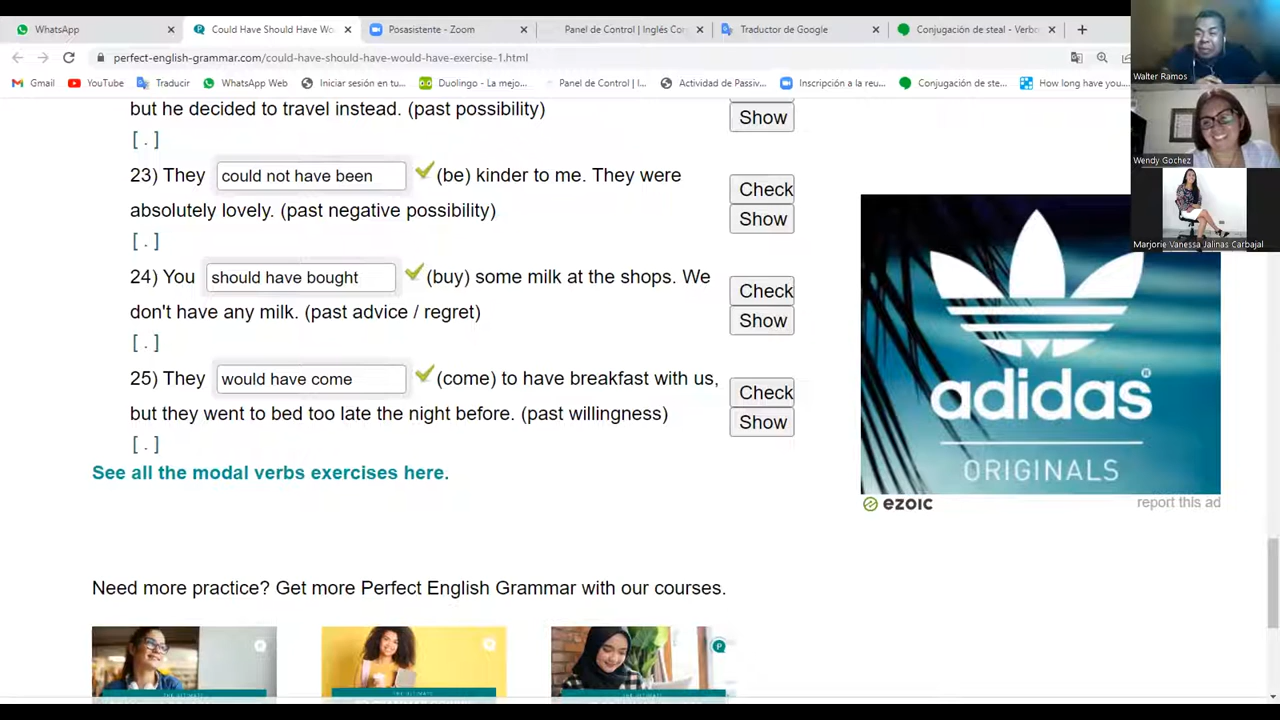 WhatsApp
Could Have Should Have Wo
Posasistente - Zoom
Panel de Control | Inglés Cor
Traductor de Google
Conjugación de steal - Verbo
perfect-english-grammar.com/could-have-should-have-would-have-exercise-1.html
Gmail
YouTube
Traducir
WhatsApp Web
Iniciar sesión en tu...
Duolingo - La mejo...
Panel de Control | I...
Actividad de Passiv...
Inscripción a la reu...
Conjugación de ste...
How long have you
Walter Ramos
Wendy Gochez
Marjorie Vanessa Jalinas Carbajal
but he decided to travel instead. (past possibility)
Show
[ . ]
23) They could not have been (be) kinder to me. They were
Check
absolutely lovely. (past negative possibility)
Show
[ . ]
24) You should have bought (buy) some milk at the shops. We
Check
don't have any milk. (past advice / regret)
Show
[ . ]
25) They would have come (come) to have breakfast with us,
Check
but they went to bed too late the night before. (past willingness)
Show
[ . ]
See all the modal verbs exercises here.
adidas
ORIGINALS
ezoic
report this ad
Need more practice? Get more Perfect English Grammar with our courses.
THE ULTIMATE
THE ULTIMATE
THE ULTIMATE